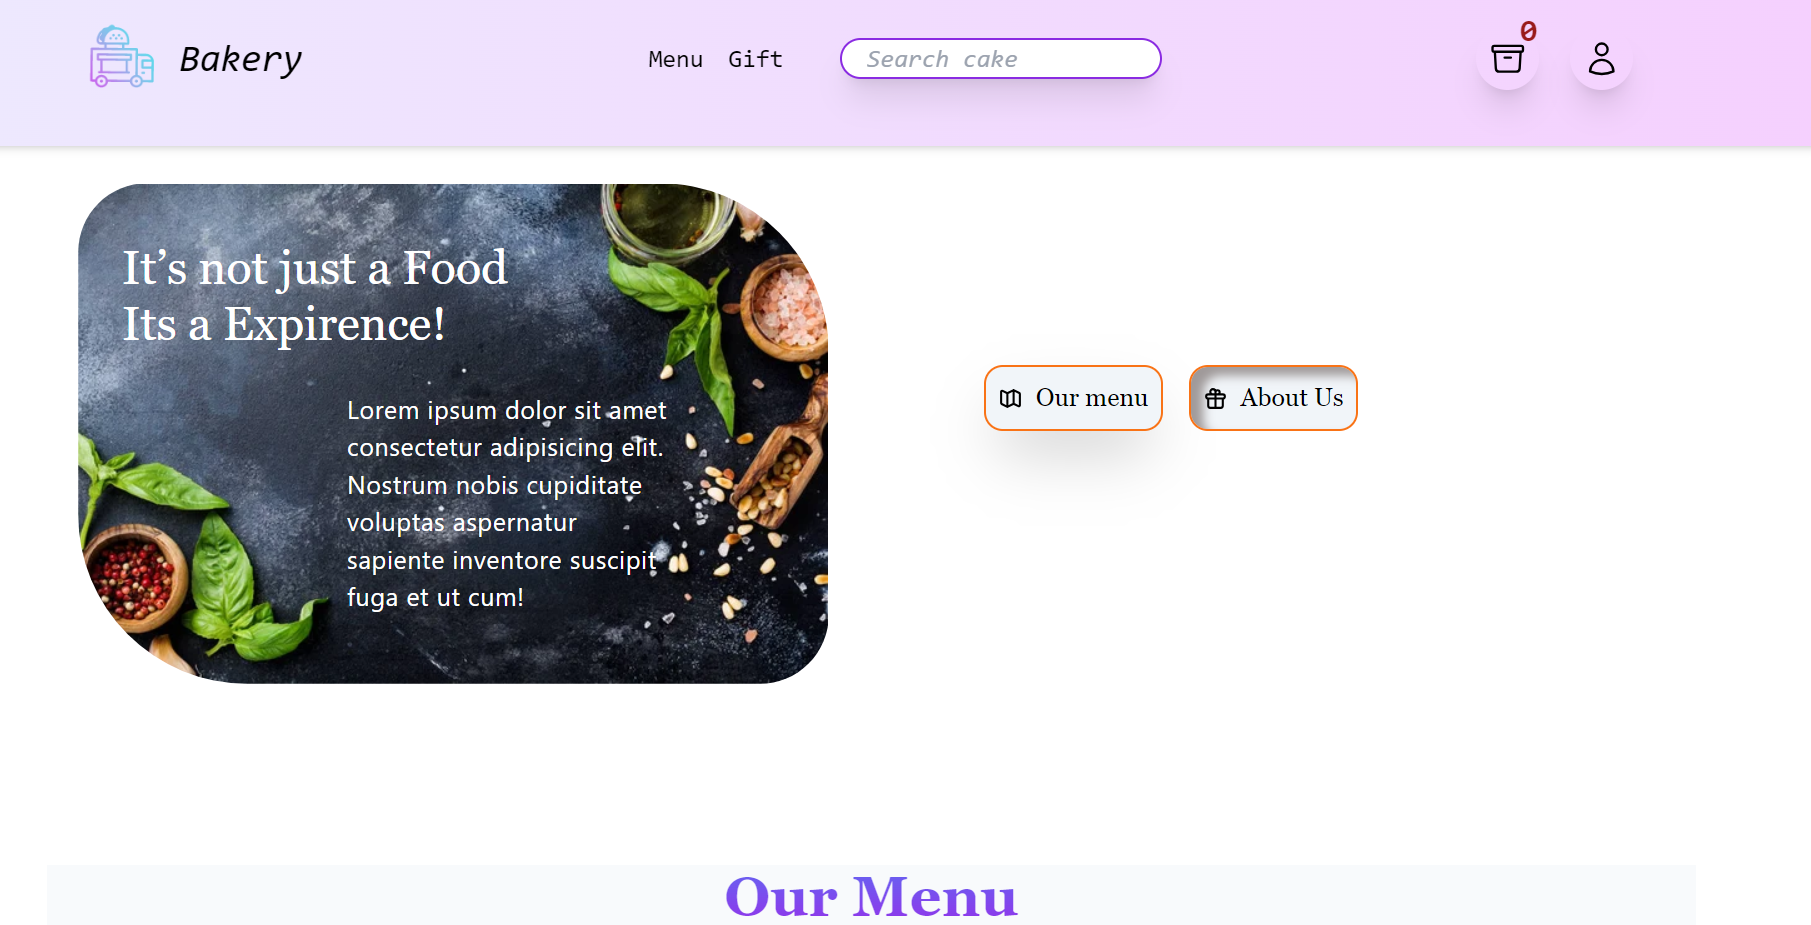 Bakery
Menu Gift
Search cake
0
It’s not just a Food
Its a Expirence!
Lorem ipsum dolor sit amet
consectetur adipisicing elit.
Nostrum nobis cupiditate
voluptas aspernatur
sapiente inventore suscipit
fuga et ut cum!
Our menu
About Us
Our Menu